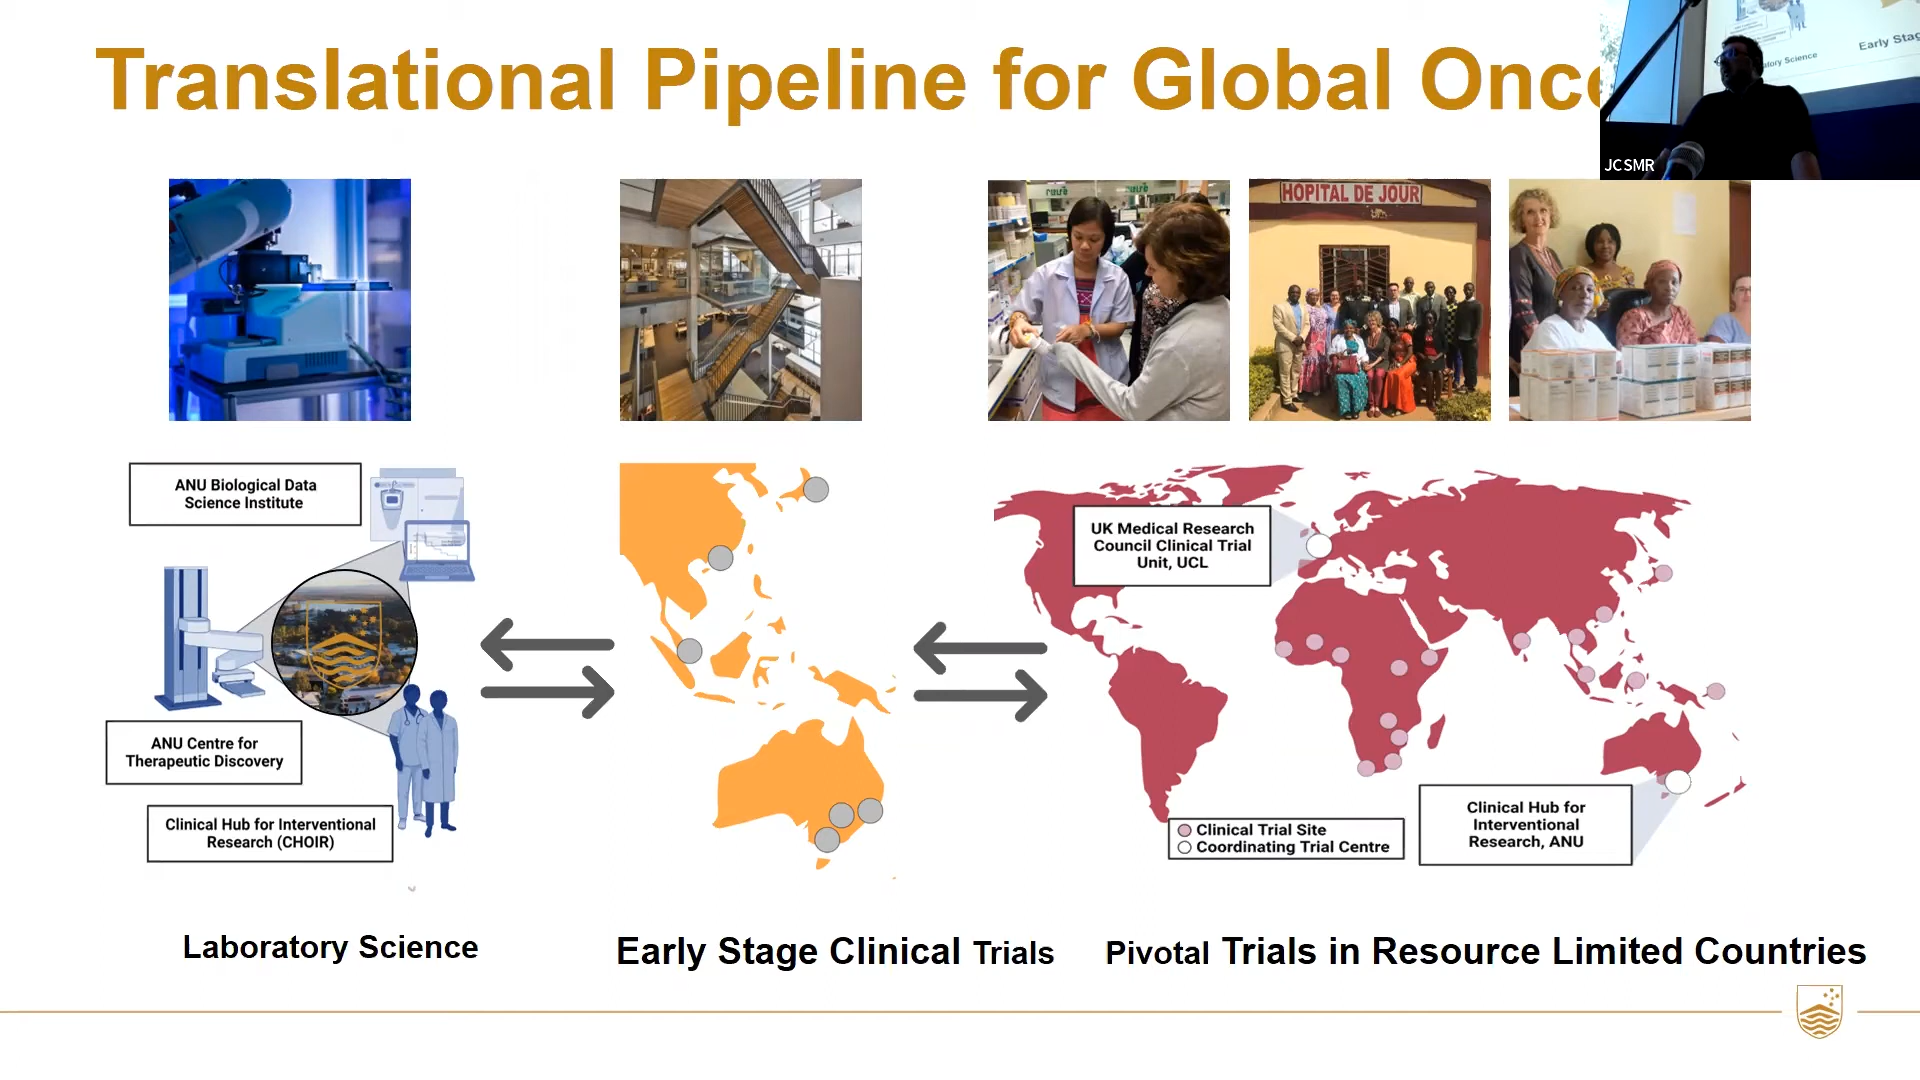 Translational Pipeline for Global Onc
Early Stag
latory Science
JCSMR
HOPITAL DE JOUR
ANU Biological Data
Science Institute
ANU Centre for
Therapeutic Discovery
Clinical Hub for Interventional
Research (CHOIR)
UK Medical Research
Council Clinical Trial
Unit, UCL
Clinical Trial Site
Coordinating Trial Centre
Clinical Hub for
Interventional
Research, ANU
Laboratory Science
Early Stage Clinical Trials
Pivotal Trials in Resource Limited Countries